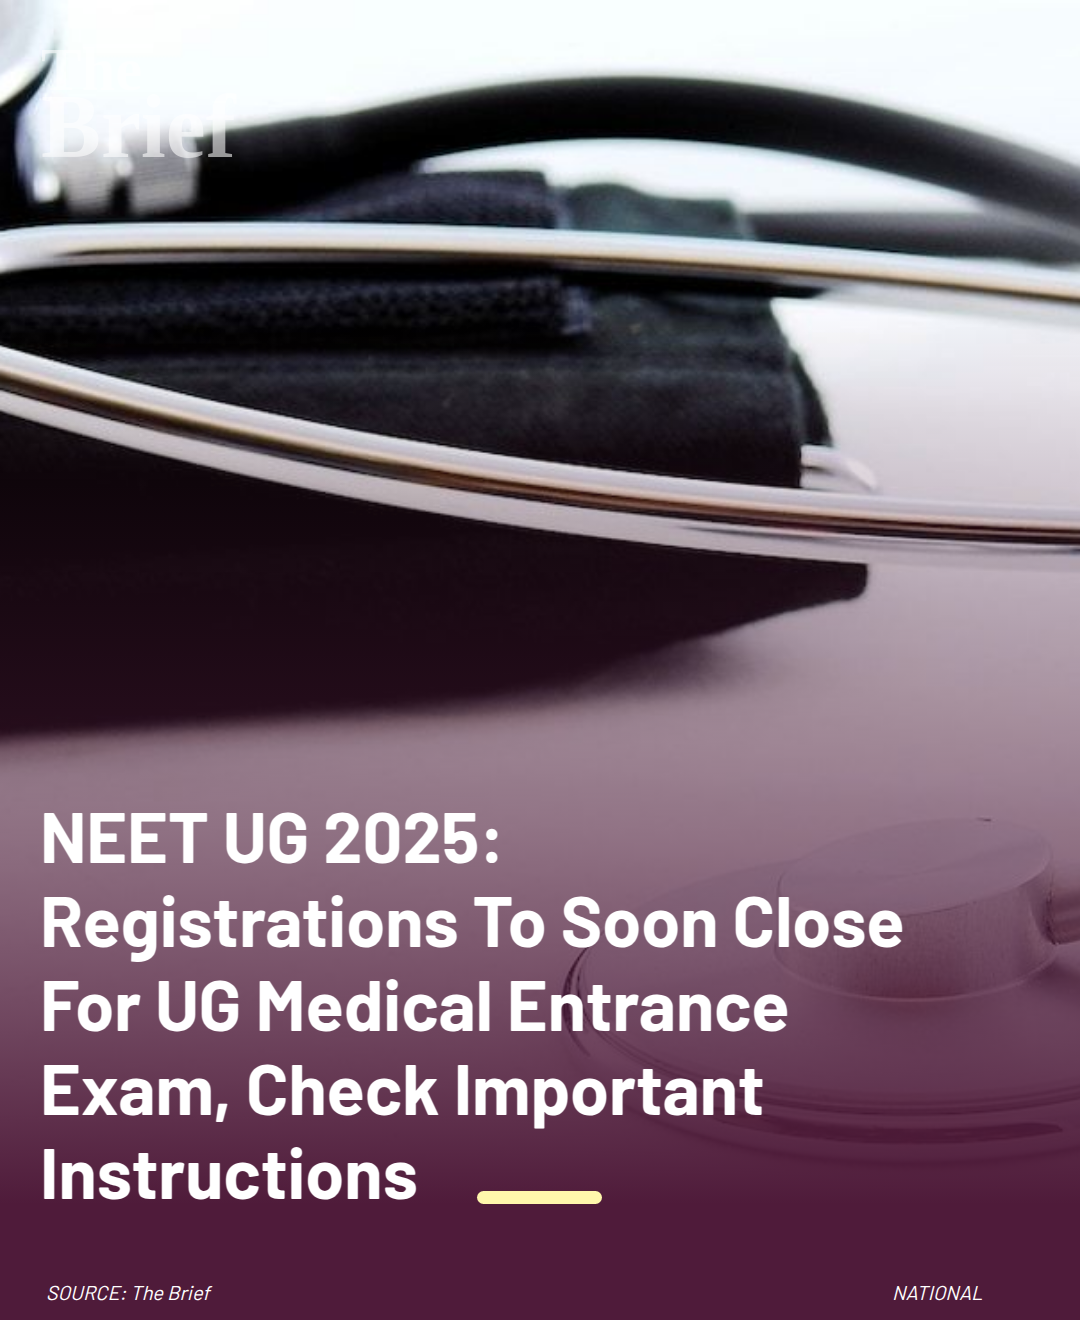 The
Brief
NEET UG 2025:
Registrations To Soon Close
For UG Medical Entrance
Exam, Check Important
Instructions
SOURCE: The Brief
NATIONAL